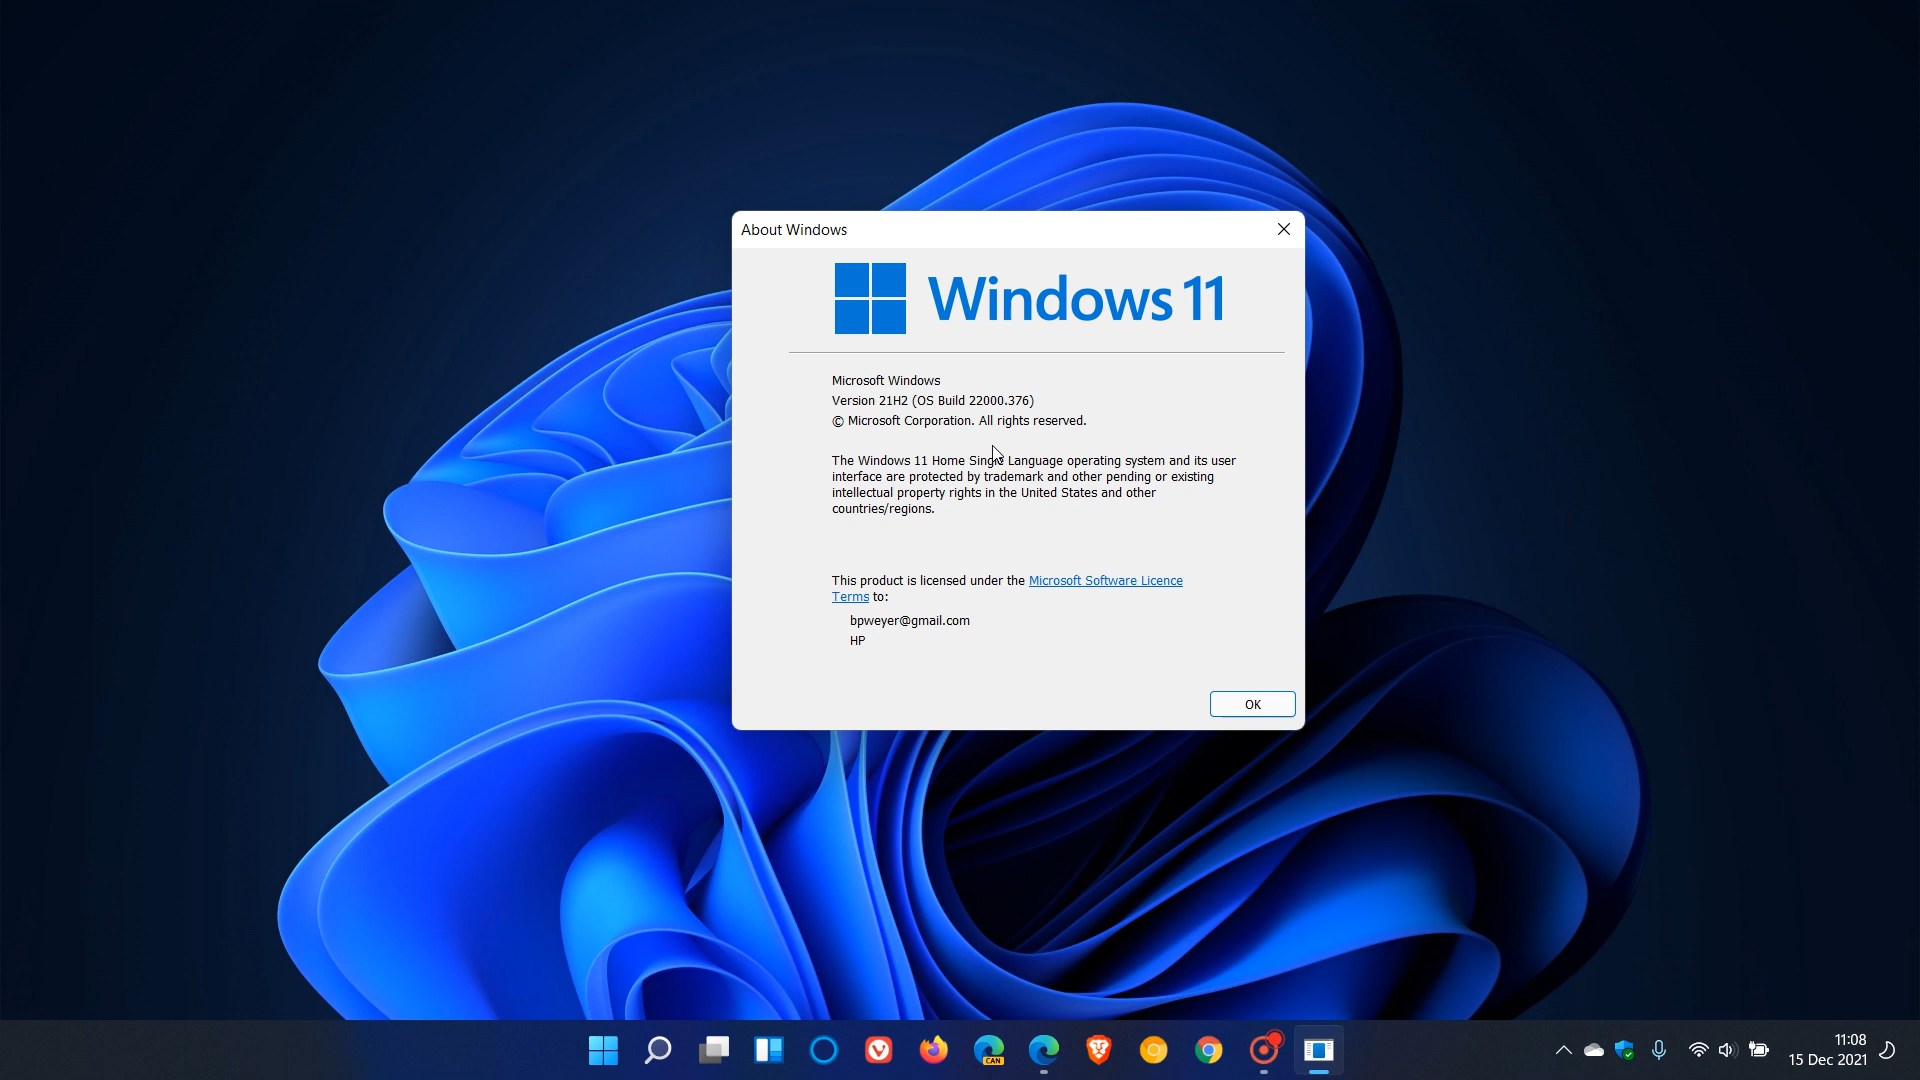 About Windows
Windows 11
Microsoft Windows
Version 21H2 (OS Build 22000.376)
© Microsoft Corporation. All rights reserved.
The Windows 11 Home Single Language operating system and its user
interface are protected by trademark and other pending or existing
intellectual property rights in the United States and other
countries/regions.
This product is licensed under the Microsoft Software Licence
Terms to:
bpweyer@gmail.com
HP
OK
CAN
11:08
15 Dec 2021